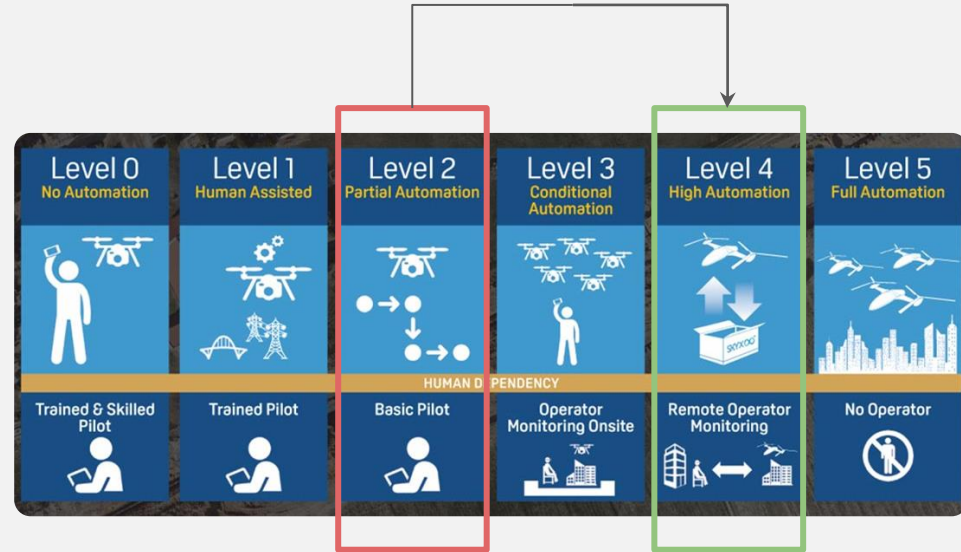 Level 0
No Automation
Level 1
Human Assisted
Level 2
Partial Automation
Level 3
Conditional
Automation
Level 4
High Automation
Level 5
Full Automation
SKYXOO
HUMAN DEPENDENCY
Trained & Skilled
Pilot
Trained Pilot
Basic Pilot
Operator
Monitoring Onsite
Remote Operator
Monitoring
No Operator